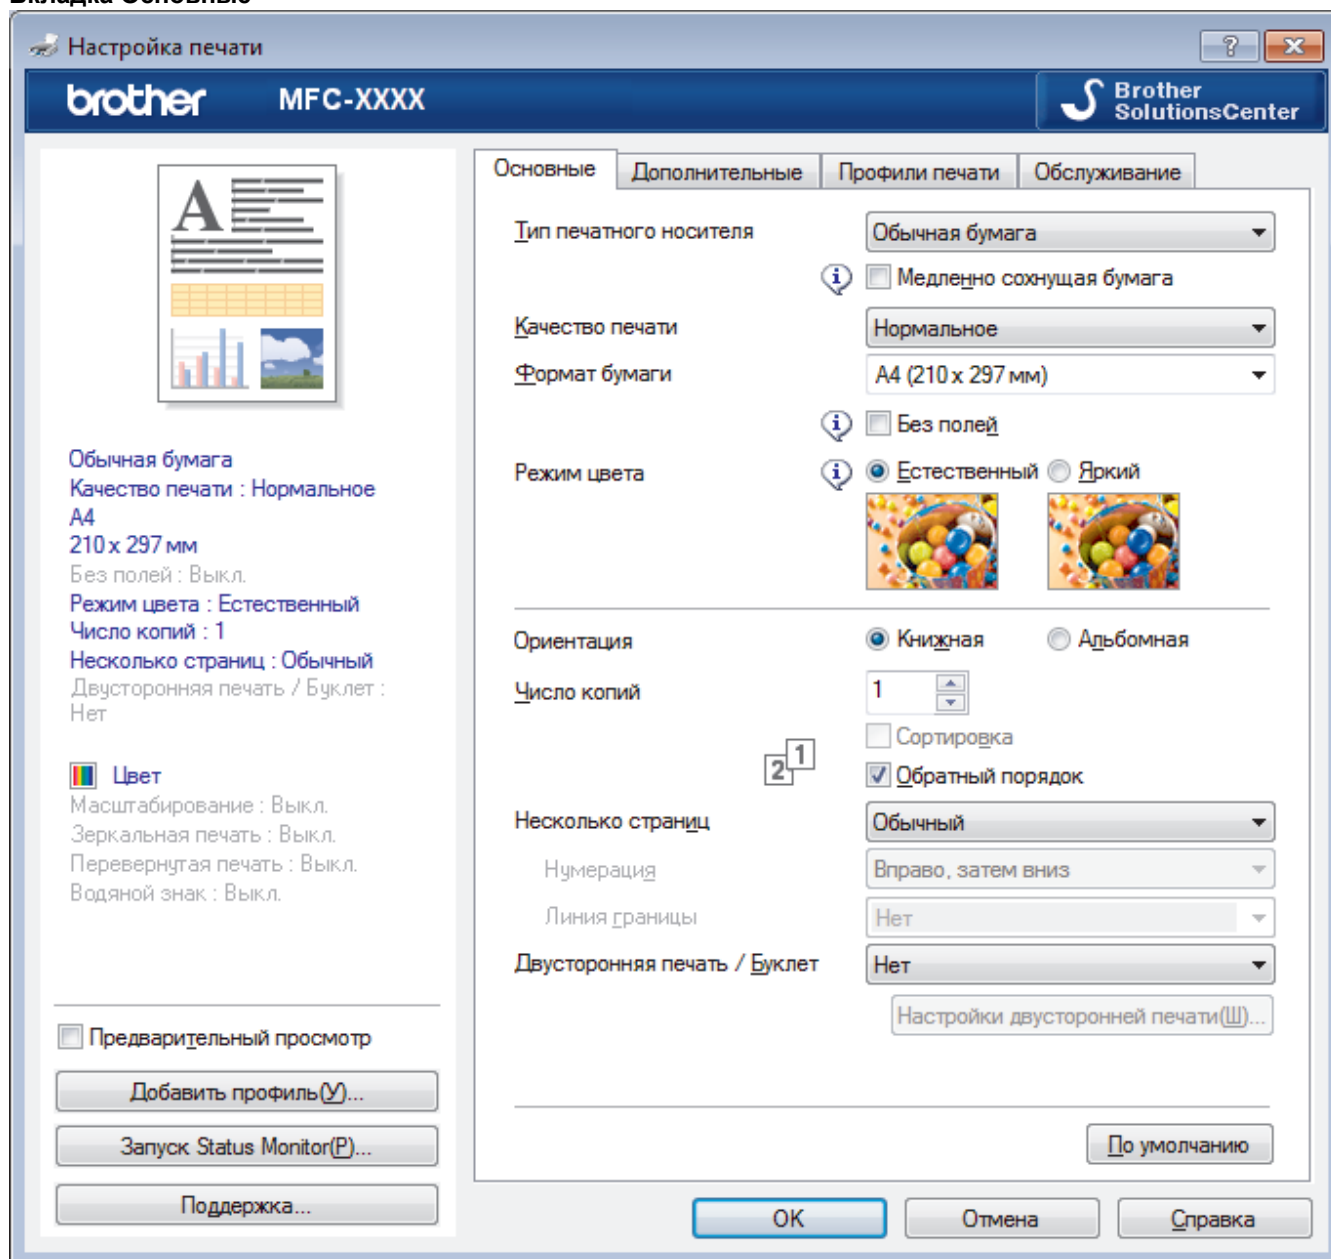 Вкладка Основные
Настройка печати
brother MFC-XXXX
Brother
SolutionsCenter
A
Обычная бумага
Качество печати : Нормальное
A4
210 x 297 мм
Без полей : Выкл.
Режим цвета : Естественный
Число копий : 1
Несколько страниц : Обычный
Двусторонняя печать / Буклет :
Нет
Цвет
Масштабирование : Выкл.
Зеркальная печать : Выкл.
Перевернутая печать : Выкл.
Водяной знак : Выкл.
Предварительный просмотр
Добавить профиль(У)...
Запуск Status Monitor(Р)...
Поддержка...
Основные Дополнительные Профили печати Обслуживание
Тип печатного носителя Обычная бумага
Медленно сохнущая бумага
Качество печати Нормальное
Формат бумаги A4 (210 x 297 мм)
Без полей
Режим цвета Естественный Яркий
Ориентация Книжная Альбомная
Число копий 1
Сортировка
2 1 Обратный порядок
Несколько страниц Обычный
Нумерация Вправо, затем вниз
Линия границы Нет
Двусторонняя печать / Буклет Нет
Настройки двусторонней печати(Ш)...
По умолчанию
OK Отмена Справка